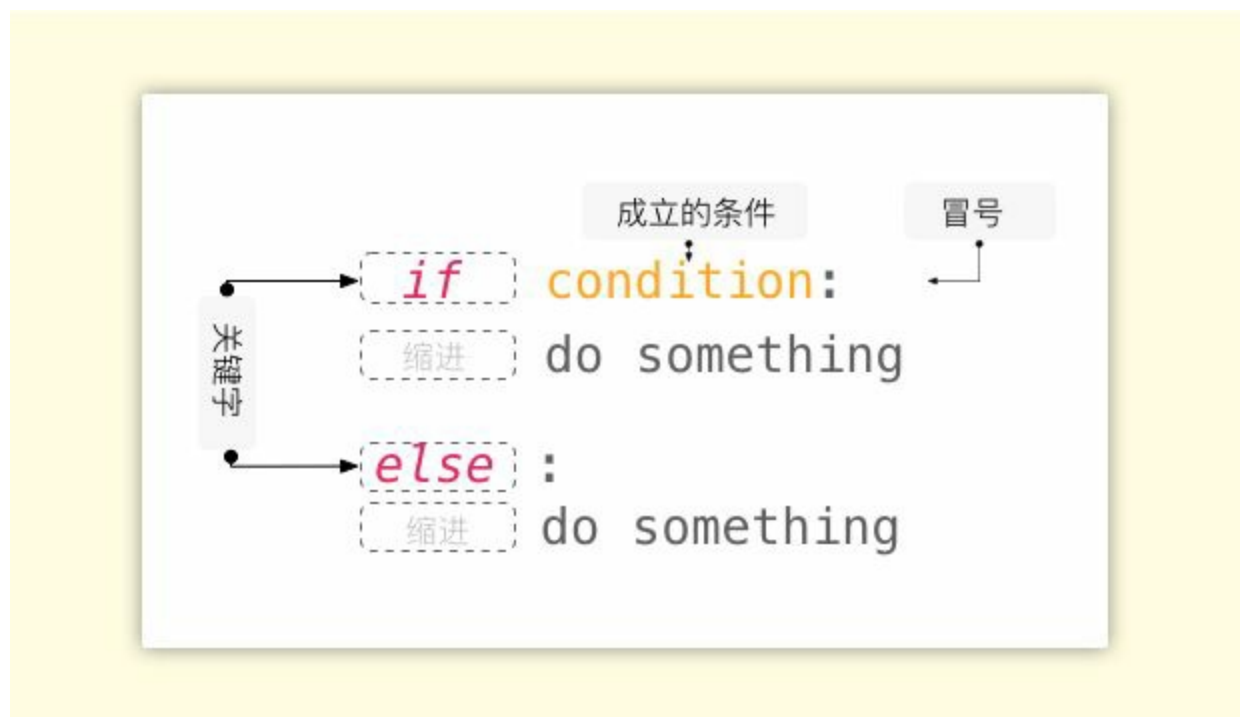 成立的条件 冒号
if condition:
关键字
缩进 do something
else :
缩进 do something